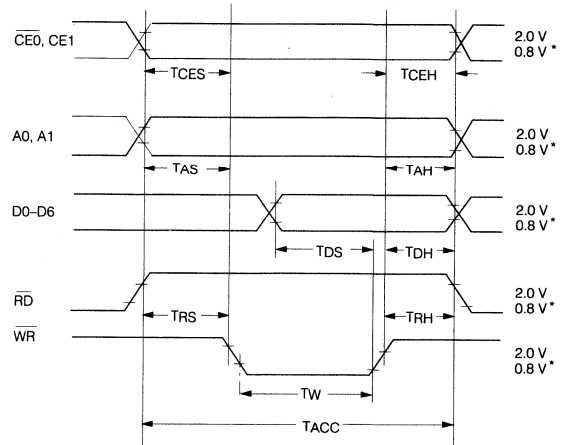 CE0, CE1
2.0 V
0.8 V*
TCES
TCEH
A0, A1
2.0 V
0.8 V*
TAS
TAH
D0–D6
2.0 V
0.8 V*
TDS
TDH
RD
2.0 V
0.8 V*
TRS
TRH
WR
2.0 V
0.8 V*
TW
TACC